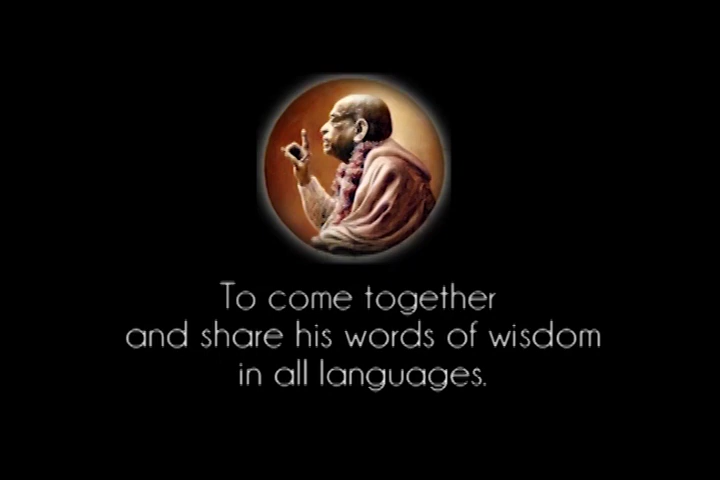 To come together
and share his words of wisdom
in all languages.